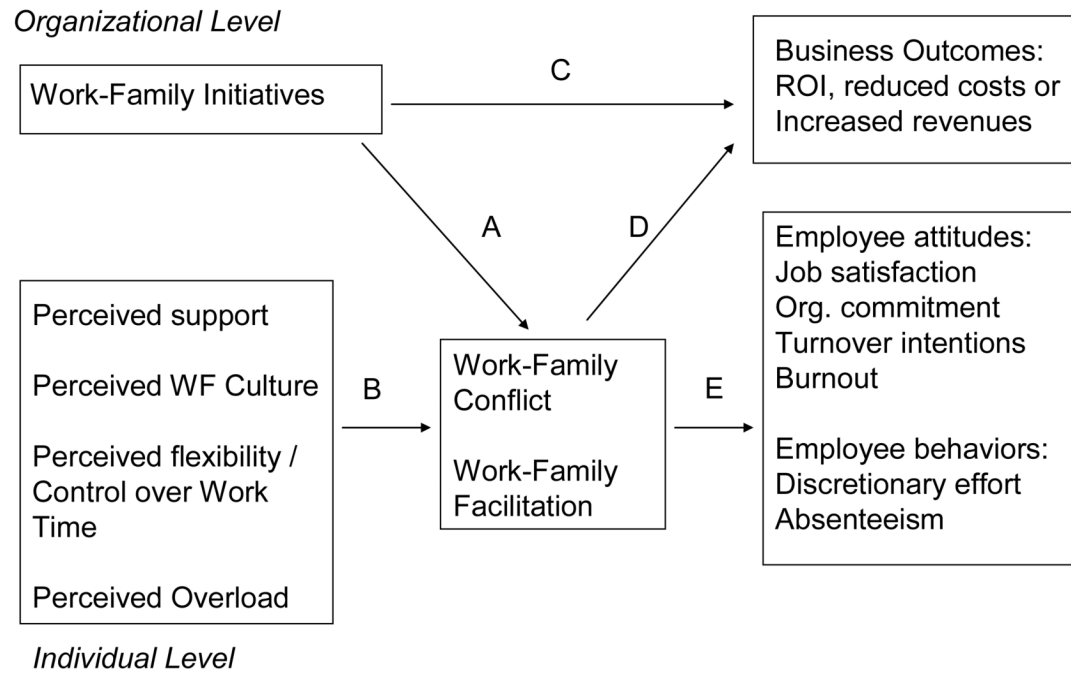 Organizational Level
Work-Family Initiatives
C
Business Outcomes:
ROI, reduced costs or
Increased revenues
A
D
Perceived support
Perceived WF Culture
Perceived flexibility /
Control over Work
Time
Perceived Overload
B
Work-Family
Conflict
Work-Family
Facilitation
E
Employee attitudes:
Job satisfaction
Org. commitment
Turnover intentions
Burnout
Employee behaviors:
Discretionary effort
Absenteeism
Individual Level